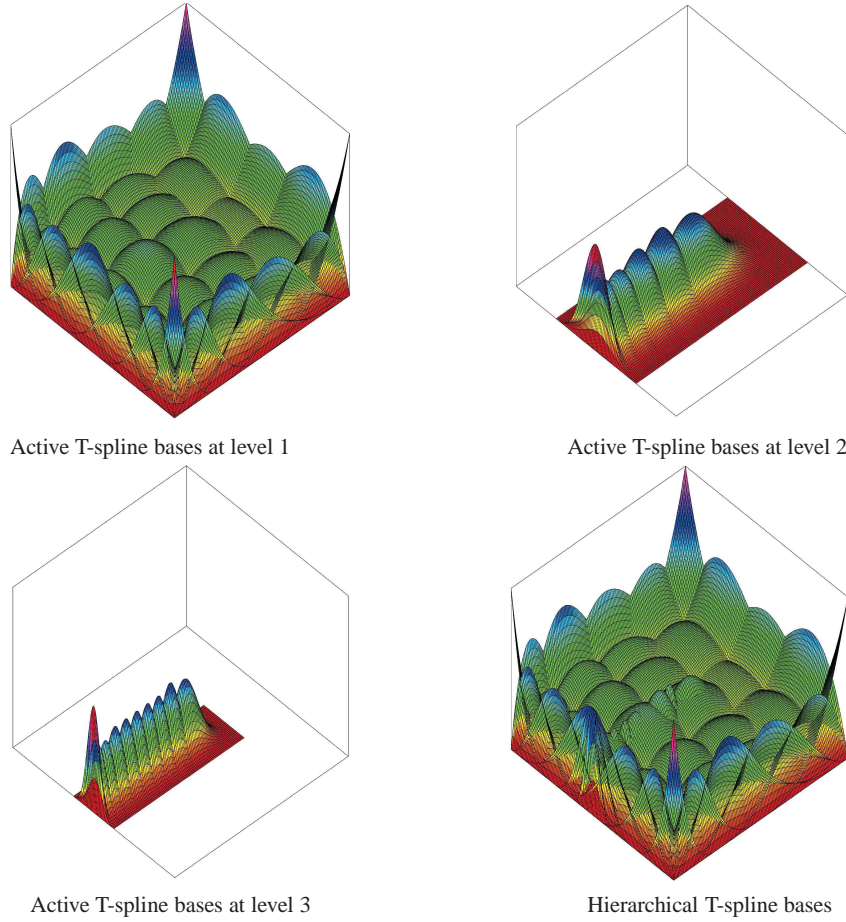 Active T-spline bases at level 1
Active T-spline bases at level 2
Active T-spline bases at level 3
Hierarchical T-spline bases